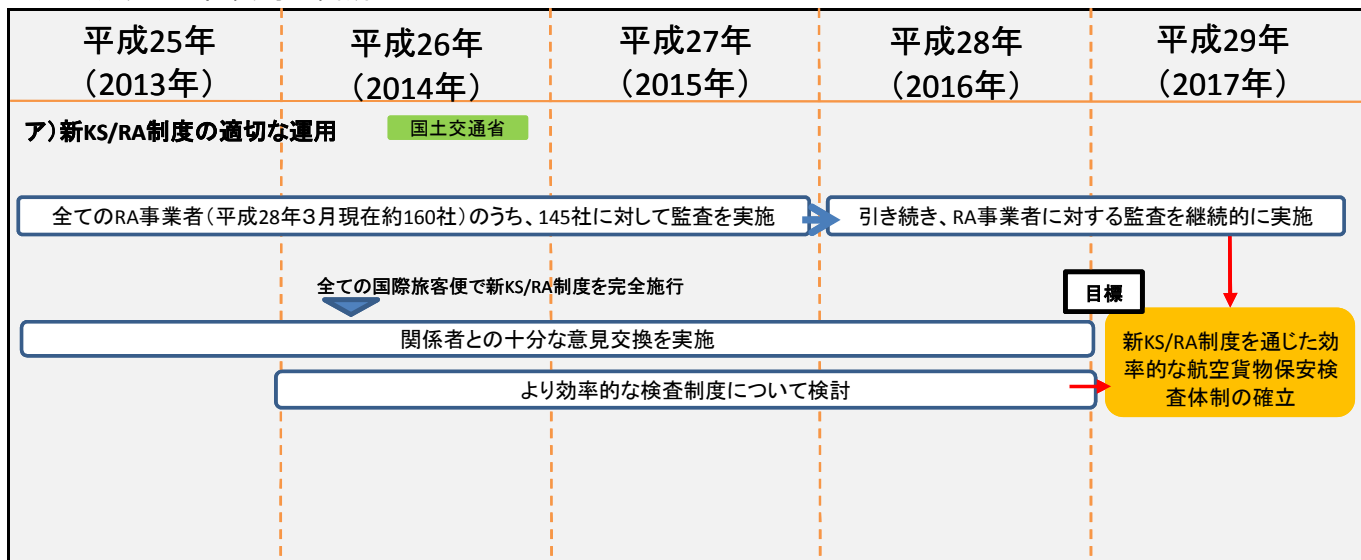 平成25年
(2013年)
平成26年
(2014年)
平成27年
(2015年)
平成28年
(2016年)
平成29年
(2017年)
ア)新KS/RA制度の適切な運用
国土交通省
全てのRA事業者(平成28年3月現在約160社)のうち、145社に対して監査を実施
引き続き、RA事業者に対する監査を継続的に実施
全ての国際旅客便で新KS/RA制度を完全施行
目標
関係者との十分な意見交換を実施
より効率的な検査制度について検討
新KS/RA制度を通じた効
率的な航空貨物保安検
査体制の確立